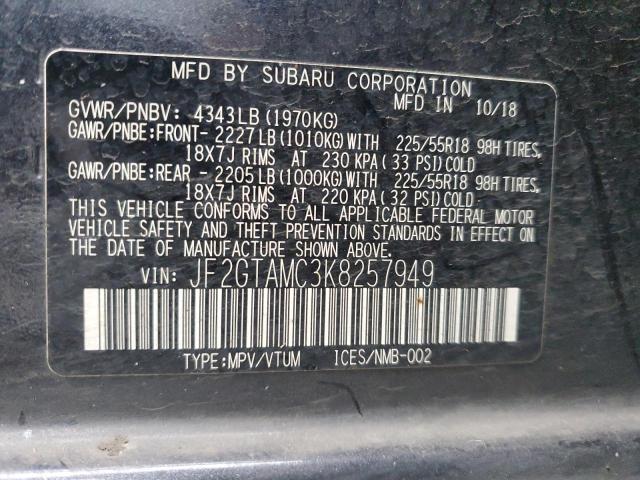 MFD BY SUBARU CORPORATION
MFD IN 10/18
GVWR/PNBV: 4343LB (1970KG)
GAWR/PNBE:FRONT- 2227LB(1010KG)WITH 225/55R18 98H TIRES,
18X7J RIMS AT 230 KPA ( 33 PSI)COLD
GAWR/PNBE:REAR - 2205LB(1000KG)WITH 225/55R18 98H TIRES,
18X7J RIMS AT 220 KPA ( 32 PSI)COLD.
THIS VEHICLE CONFORMS TO ALL APPLICABLE FEDERAL MOTOR
VEHICLE SAFETY AND THEFT PREVENTION STANDARDS IN EFFECT ON
THE DATE OF MANUFACTURE SHOWN ABOVE.
VIN: JF2GTAMC3K8257949
TYPE:MPV/VTUM ICES/NMB-002